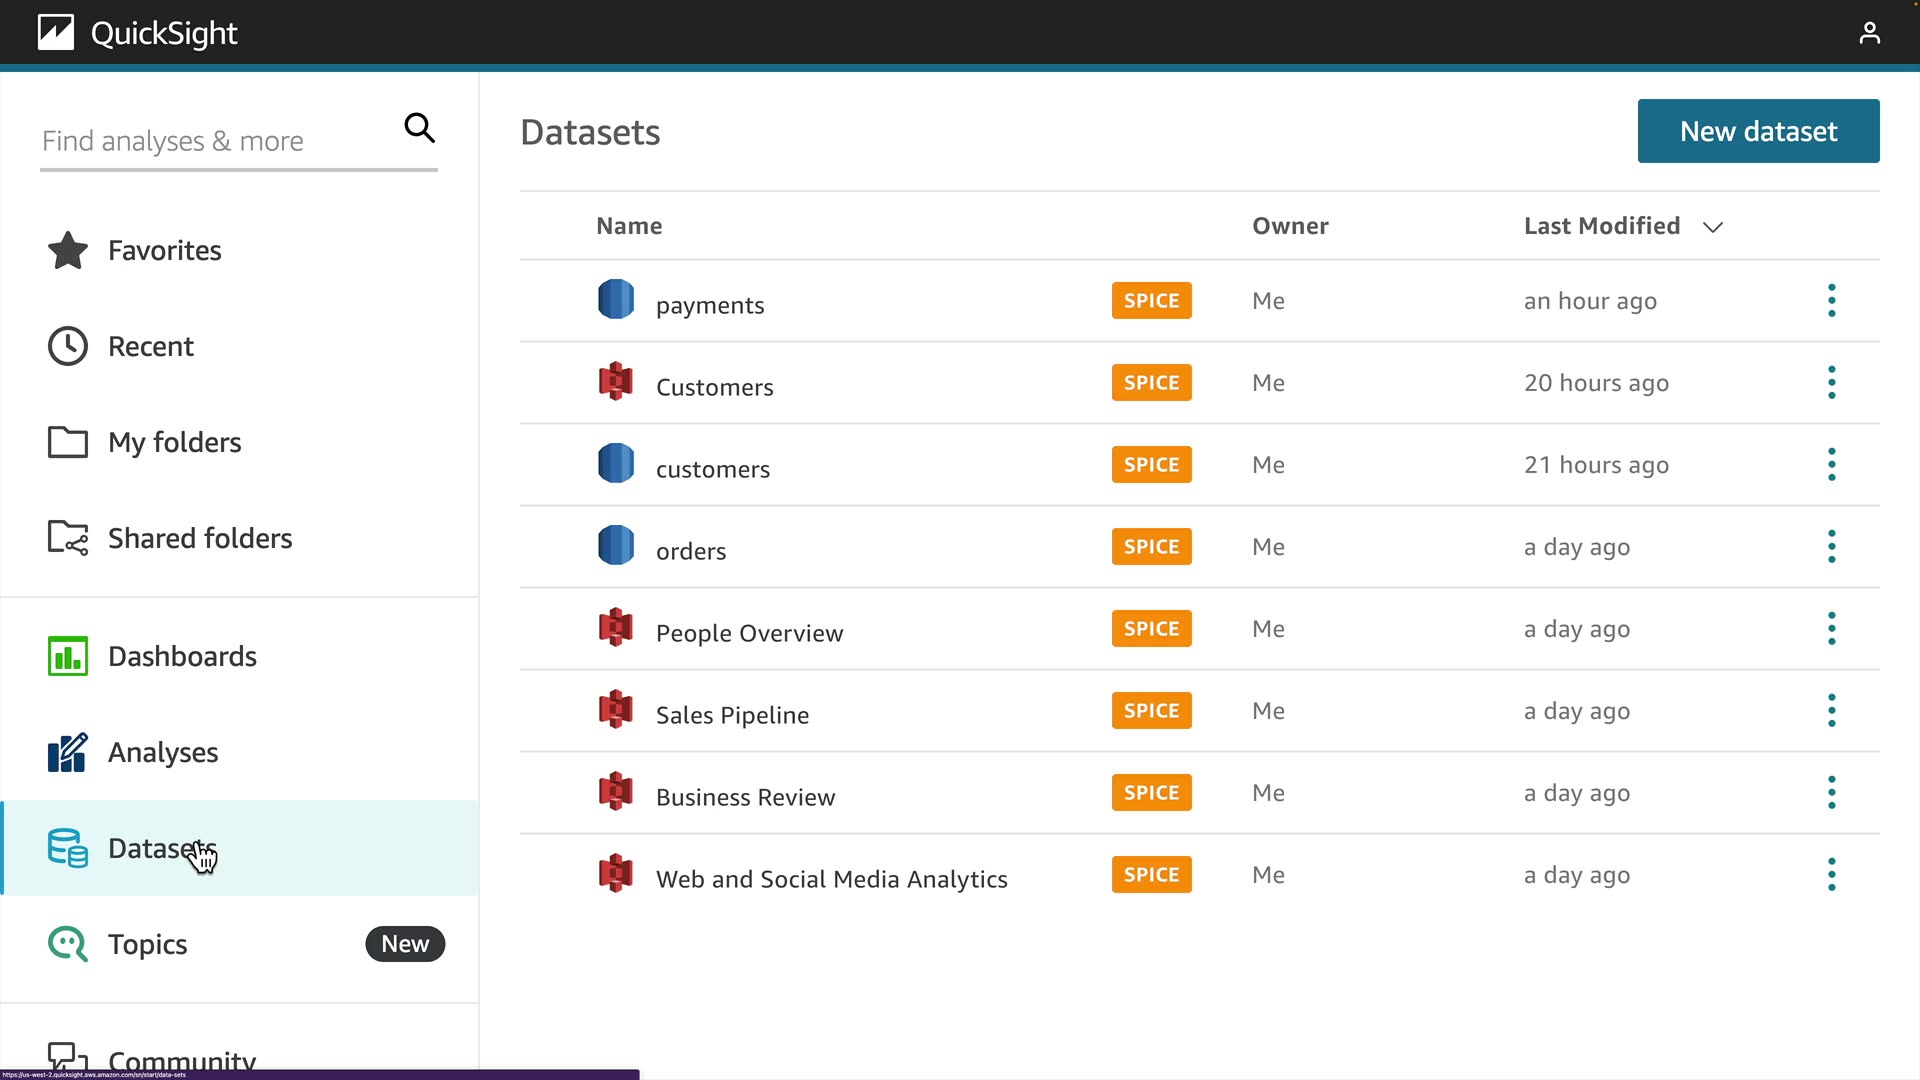 QuickSight
Find analyses & more
Favorites
Recent
My folders
Shared folders
Dashboards
Analyses
Datasets
Topics New
Community
https://us-west-2.quicksight.aws.amazon.com/sn/start/data-sets
Datasets
New dataset
Name Owner Last Modified
payments SPICE Me an hour ago
Customers SPICE Me 20 hours ago
customers SPICE Me 21 hours ago
orders SPICE Me a day ago
People Overview SPICE Me a day ago
Sales Pipeline SPICE Me a day ago
Business Review SPICE Me a day ago
Web and Social Media Analytics SPICE Me a day ago